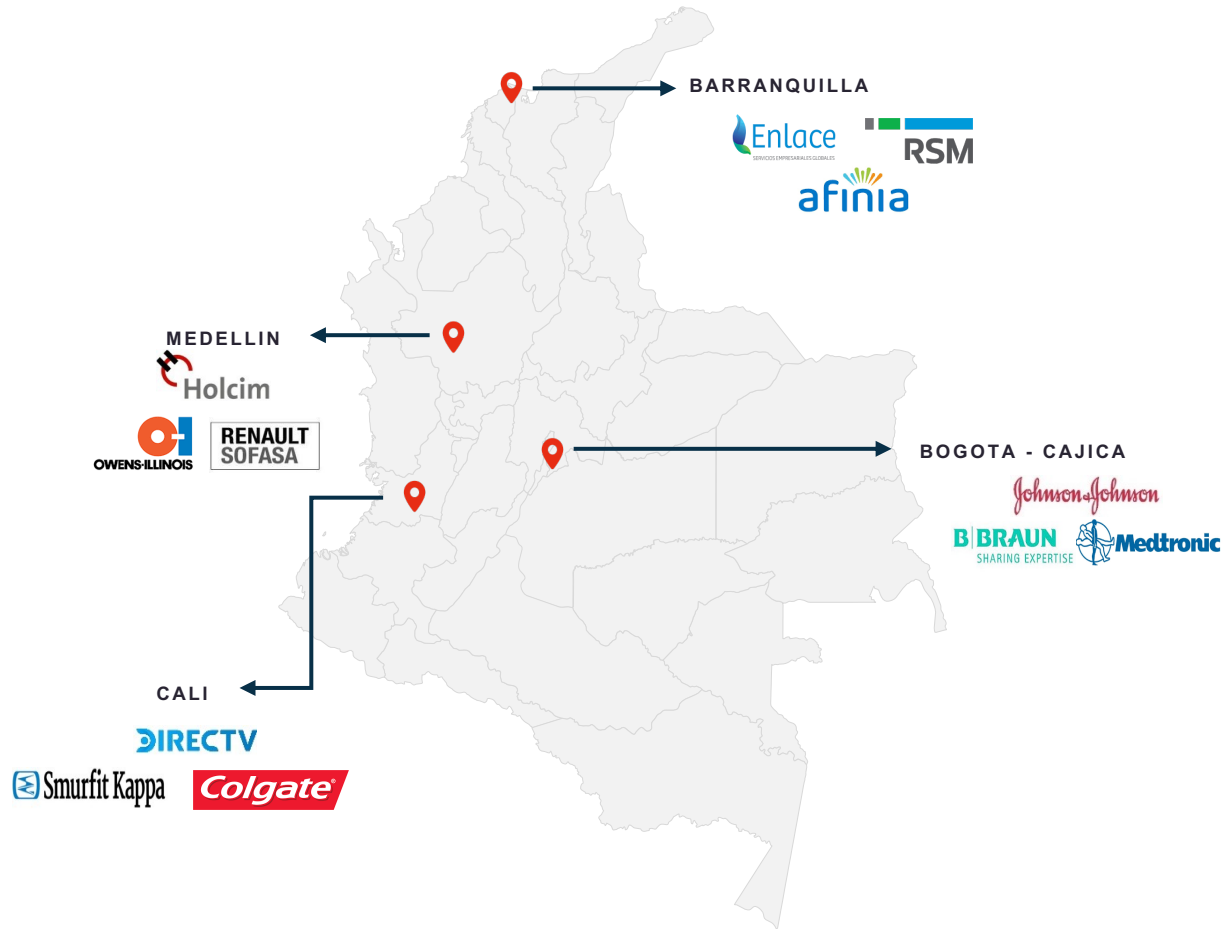 BARRANQUILLA
Enlace
SERVICIOS EMPRESARIALES GLOBALES
RSM
afinia
MEDELLIN
Holcim
OWENS-ILLINOIS
RENAULT
SOFASA
BOGOTA - CAJICA
Johnson & Johnson
B|BRAUN
SHARING EXPERTISE
Medtronic
CALI
DIRECTV
Smurfit Kappa
Colgate®